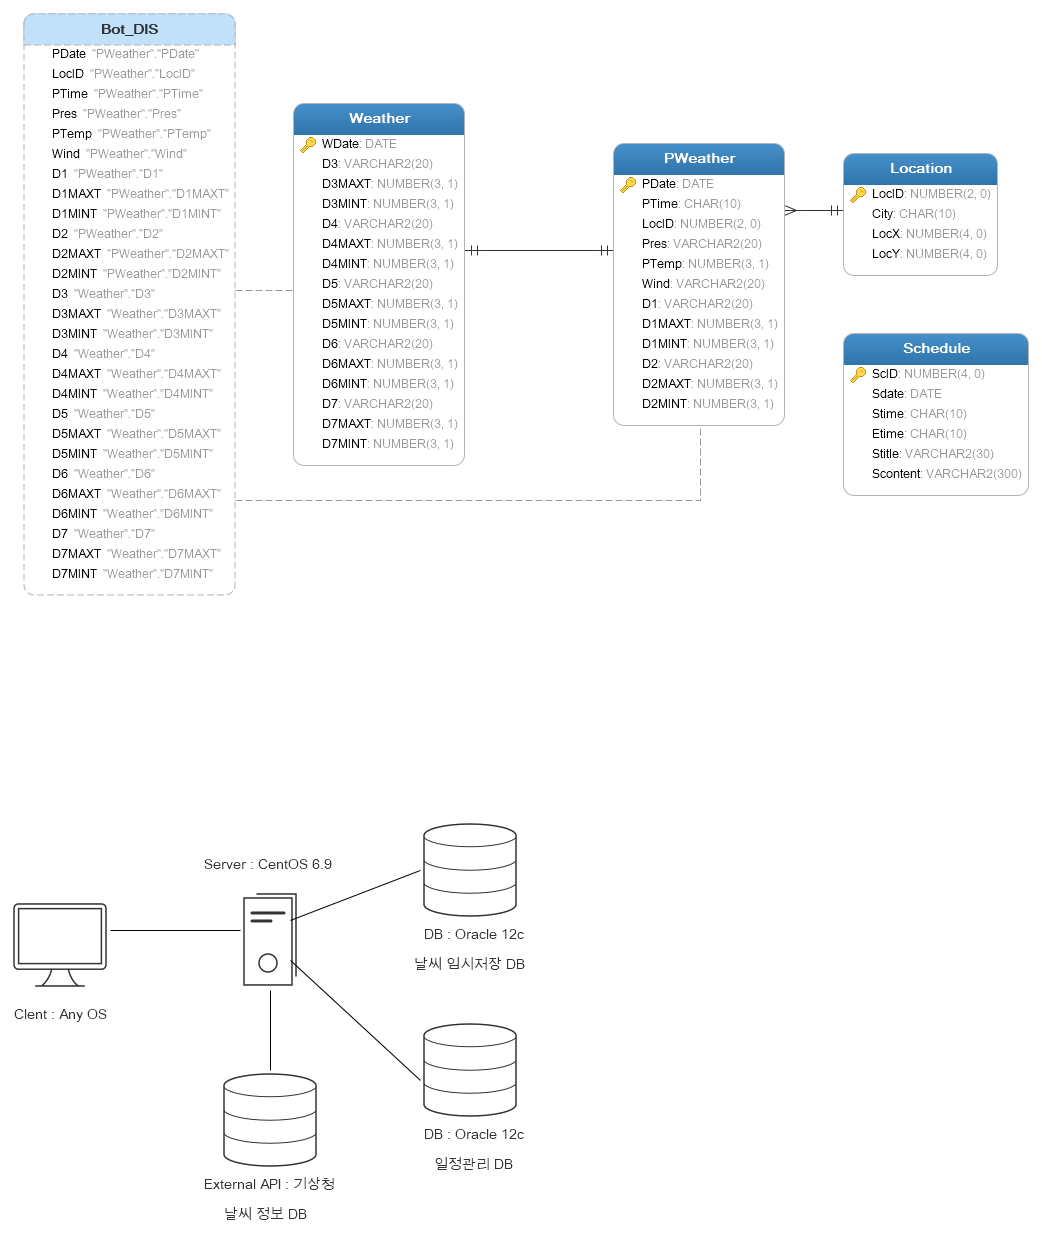 Bot_DIS
PDate "PWeather"."PDate"
LocID "PWeather"."LocID"
PTime "PWeather"."PTime"
Pres "PWeather"."Pres"
PTemp "PWeather"."PTemp"
Wind "PWeather"."Wind"
D1 "PWeather"."D1"
D1MAXT "PWeather"."D1MAXT"
D1MINT "PWeather"."D1MINT"
D2 "PWeather"."D2"
D2MAXT "PWeather"."D2MAXT"
D2MINT "PWeather"."D2MINT"
D3 "Weather"."D3"
D3MAXT "Weather"."D3MAXT"
D3MINT "Weather"."D3MINT"
D4 "Weather"."D4"
D4MAXT "Weather"."D4MAXT"
D4MINT "Weather"."D4MINT"
D5 "Weather"."D5"
D5MAXT "Weather"."D5MAXT"
D5MINT "Weather"."D5MINT"
D6 "Weather"."D6"
D6MAXT "Weather"."D6MAXT"
D6MINT "Weather"."D6MINT"
D7 "Weather"."D7"
D7MAXT "Weather"."D7MAXT"
D7MINT "Weather"."D7MINT"
Weather
WDate: DATE
D3: VARCHAR2(20)
D3MAXT: NUMBER(3, 1)
D3MINT: NUMBER(3, 1)
D4: VARCHAR2(20)
D4MAXT: NUMBER(3, 1)
D4MINT: NUMBER(3, 1)
D5: VARCHAR2(20)
D5MAXT: NUMBER(3, 1)
D5MINT: NUMBER(3, 1)
D6: VARCHAR2(20)
D6MAXT: NUMBER(3, 1)
D6MINT: NUMBER(3, 1)
D7: VARCHAR2(20)
D7MAXT: NUMBER(3, 1)
D7MINT: NUMBER(3, 1)
PWeather
PDate: DATE
PTime: CHAR(10)
LocID: NUMBER(2, 0)
Pres: VARCHAR2(20)
PTemp: NUMBER(3, 1)
Wind: VARCHAR2(20)
D1: VARCHAR2(20)
D1MAXT: NUMBER(3, 1)
D1MINT: NUMBER(3, 1)
D2: VARCHAR2(20)
D2MAXT: NUMBER(3, 1)
D2MINT: NUMBER(3, 1)
Location
LocID: NUMBER(2, 0)
City: CHAR(10)
LocX: NUMBER(4, 0)
LocY: NUMBER(4, 0)
Schedule
ScID: NUMBER(4, 0)
Sdate: DATE
Stime: CHAR(10)
Etime: CHAR(10)
Stitle: VARCHAR2(30)
Scontent: VARCHAR2(300)
Server : CentOS 6.9
DB : Oracle 12c
날씨 임시저장 DB
Clent : Any OS
DB : Oracle 12c
일정관리 DB
External API : 기상청
날씨 정보 DB